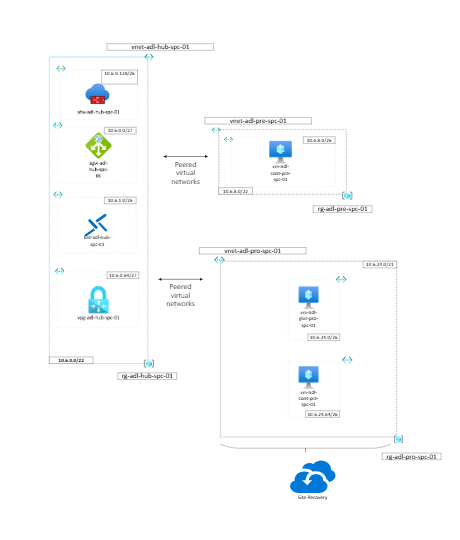 vnet-adl-hub-spc-01
10.6.0.128/26
afw-adl-hub-spc-01
10.6.0.0/27
agw-adl-
hub-spc-
01
10.6.1.0/26
bas-adl-hub-
spc-01
10.6.0.64/27
vpg-adl-hub-spc-01
10.6.0.0/22
rg-adl-hub-spc-01
Peered
virtual
networks
vnet-adl-pre-spc-01
10.6.8.0/26
vm-adl-
cont-pre-
spc-01
10.6.8.0/22
rg-adl-pre-spc-01
Peered
virtual
networks
vnet-adl-pro-spc-01
10.6.24.0/21
vm-adl-
spc-01
10.6.24.0/26
vm-adl-
cont-pre-
spc-01
10.6.24.64/26
rg-adl-pro-spc-01
Site Recovery